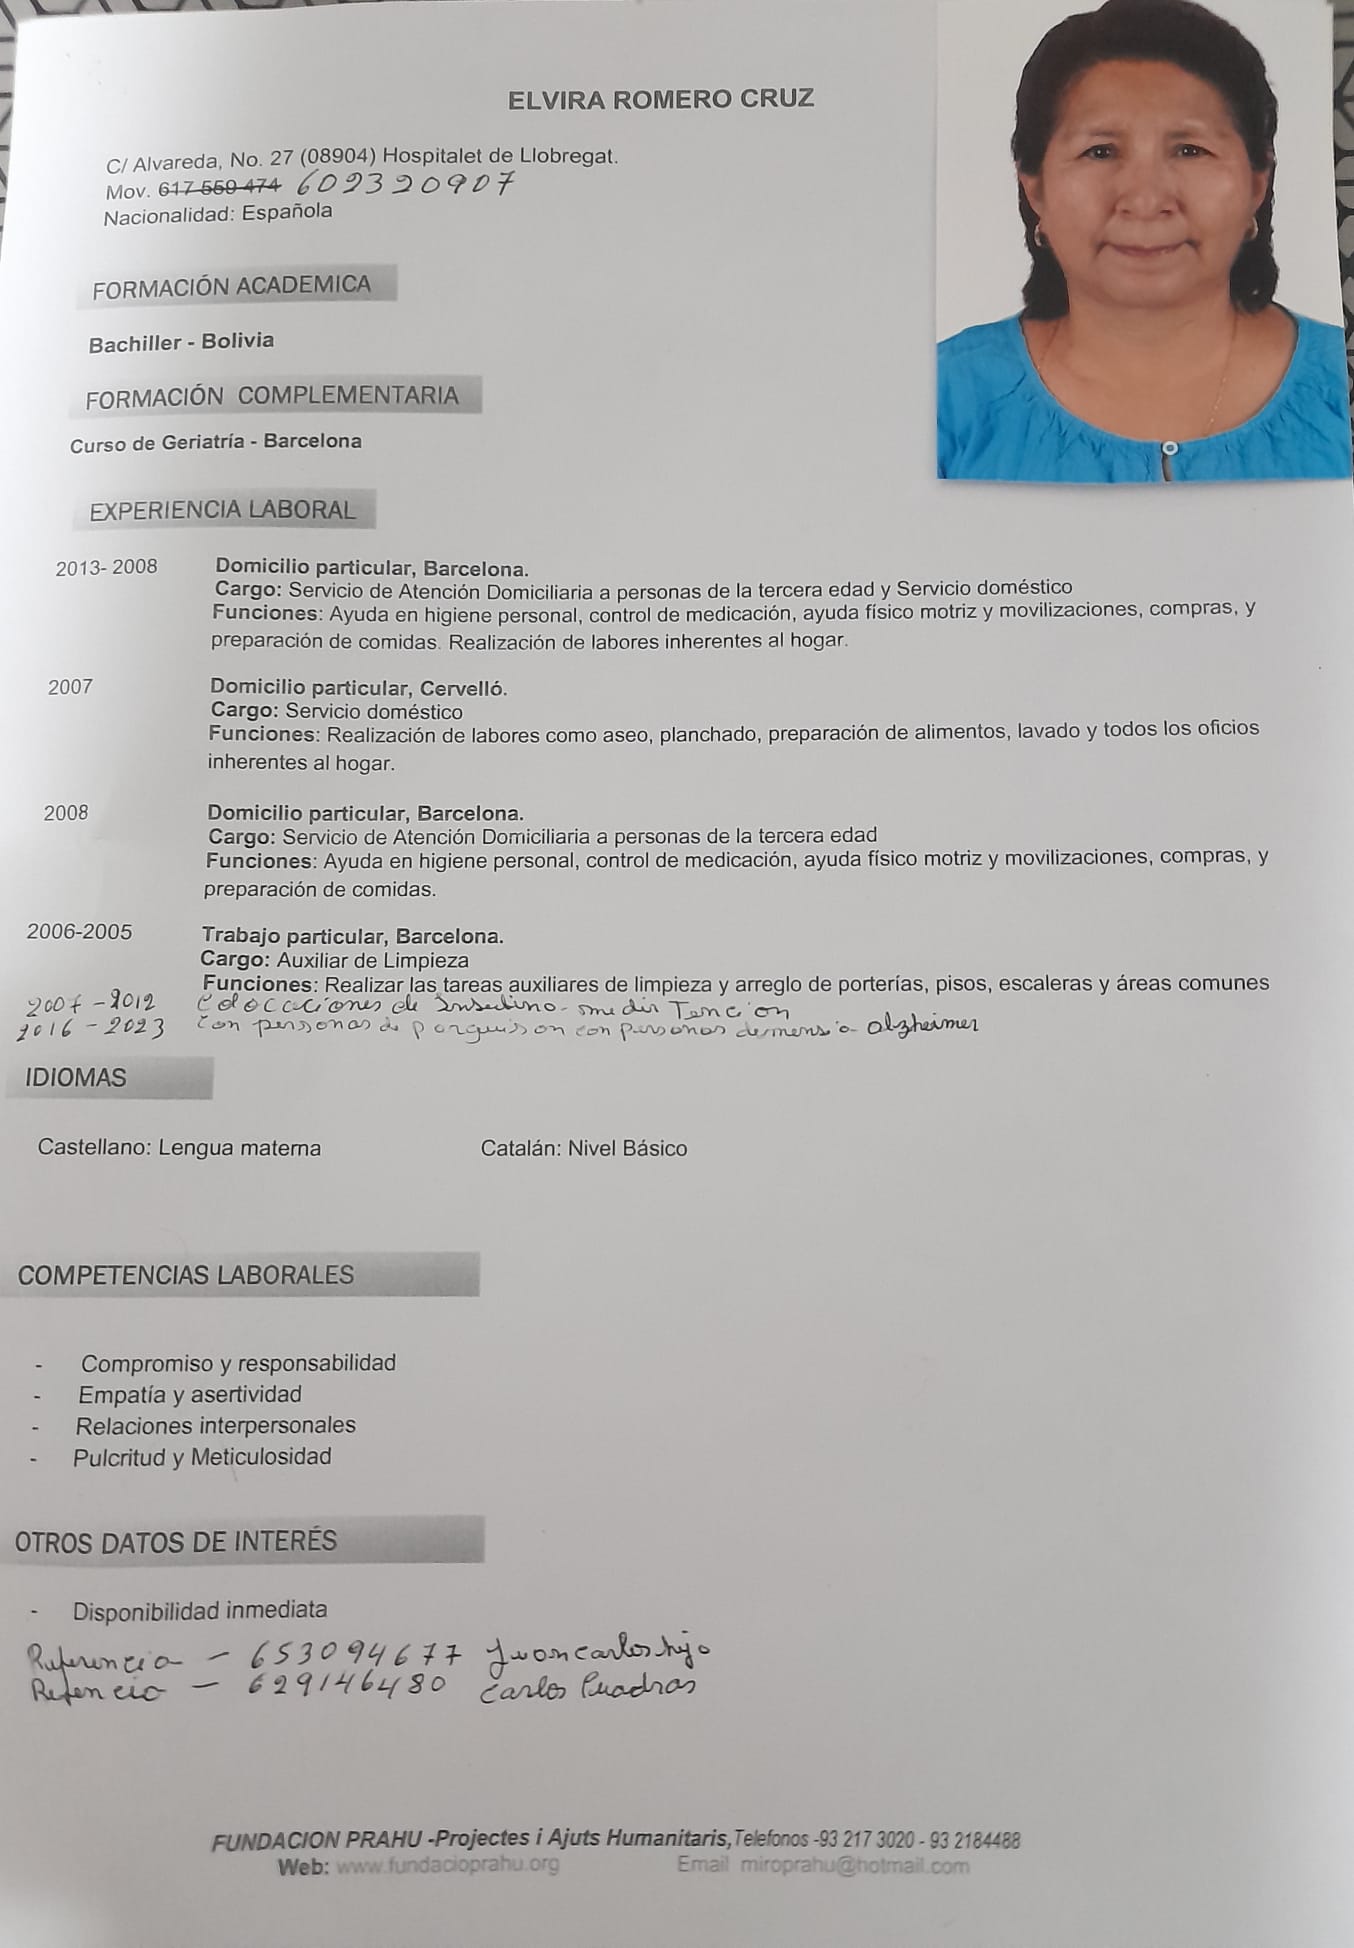 ELVIRA ROMERO CRUZ
C/ Alvareda, No. 27 (08904) Hospitalet de Llobregat.
Mov. 617 559 474 602320907
Nacionalidad: Española
FORMACIÓN ACADEMICA
Bachiller - Bolivia
FORMACIÓN COMPLEMENTARIA
Curso de Geriatría - Barcelona
EXPERIENCIA LABORAL
2013- 2008 Domicilio particular, Barcelona.
Cargo: Servicio de Atención Domiciliaria a personas de la tercera edad y Servicio doméstico
Funciones: Ayuda en higiene personal, control de medicación, ayuda físico motriz y movilizaciones, compras, y
preparación de comidas. Realización de labores inherentes al hogar.
2007 Domicilio particular, Cervelló.
Cargo: Servicio doméstico
Funciones: Realización de labores como aseo, planchado, preparación de alimentos, lavado y todos los oficios
inherentes al hogar.
2008 Domicilio particular, Barcelona.
Cargo: Servicio de Atención Domiciliaria a personas de la tercera edad
Funciones: Ayuda en higiene personal, control de medicación, ayuda físico motriz y movilizaciones, compras, y
preparación de comidas.
2006-2005 Trabajo particular, Barcelona.
Cargo: Auxiliar de Limpieza
Funciones: Realizar las tareas auxiliares de limpieza y arreglo de porterías, pisos, escaleras y áreas comunes
2007 - 2012 de medir Tencion
2016 - 2023 con personas de con personas demensia alzheimer
IDIOMAS
Castellano: Lengua materna Catalán: Nivel Básico
COMPETENCIAS LABORALES
- Compromiso y responsabilidad
- Empatía y asertividad
- Relaciones interpersonales
- Pulcritud y Meticulosidad
OTROS DATOS DE INTERÉS
- Disponibilidad inmediata
Referencia - 653094677 Juan carlos hijo
Refencia - 629146480 Carlos Cuadras
FUNDACION PRAHU -Projectes i Ajuts Humanitaris, Telefonos -93 217 3020 - 93 2184488
Web: www.fundacioprahu.org Email miroprahu@hotmail.com